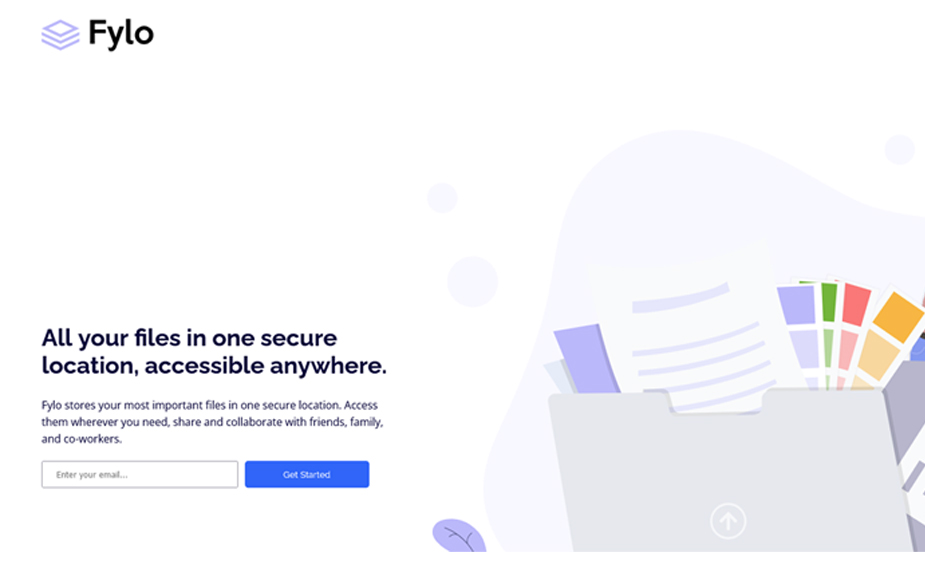 Fylo
All your files in one secure
location, accessible anywhere.
Fylo stores your most important files in one secure location. Access
them wherever you need, share and collaborate with friends, family,
and co-workers.
Enter your email...
Get Started